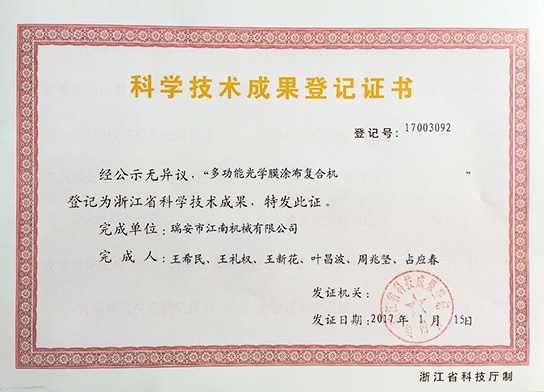 科学技术成果登记证书
登记号：17003092
经公示无异议，“多功能光学膜涂布复合机”
登记为浙江省科学技术成果，特发此证。
完成单位：瑞安市江南机械有限公司
完成人：王希民、王礼权、王新花、叶昌波、周兆坚、占应春
发证机关：
发证日期：2017年1月15日
浙江省科技厅制